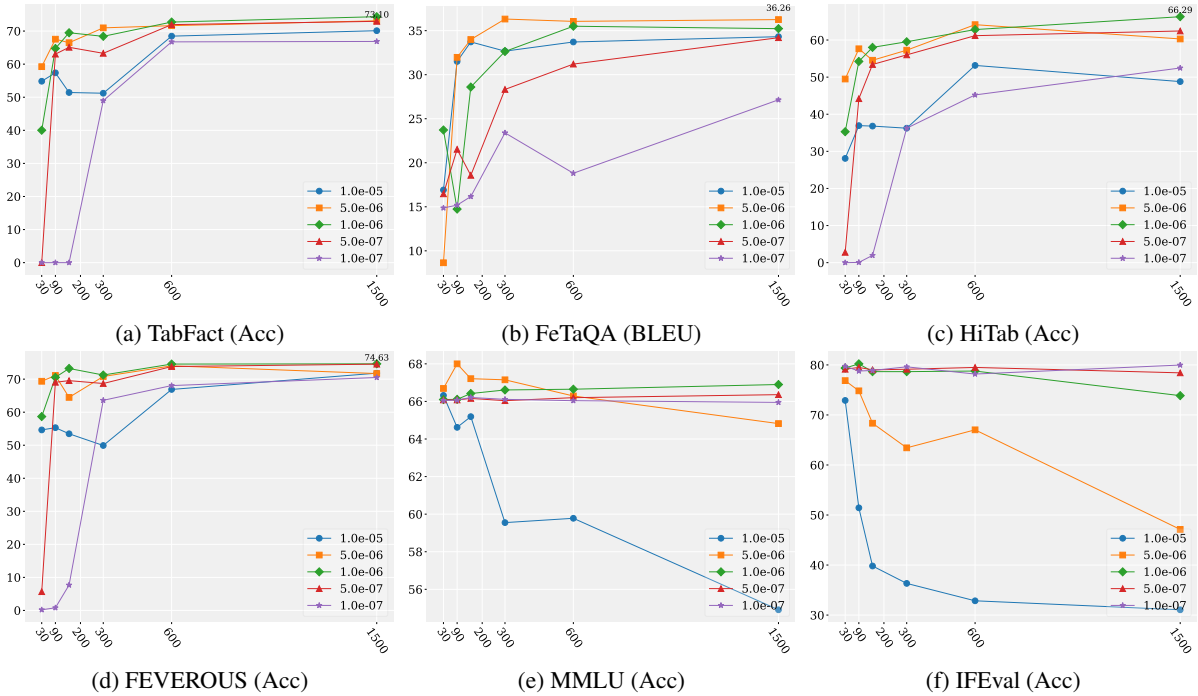 73.10
70
60
50
40
30
20
10
0
1.0e-05
5.0e-06
1.0e-06
5.0e-07
1.0e-07
30
90
200
300
600
1500
(a) TabFact (Acc)
36.26
35
30
25
20
15
10
1.0e-05
5.0e-06
1.0e-06
5.0e-07
1.0e-07
30
90
200
300
600
1500
(b) FeTaQA (BLEU)
66.29
60
50
40
30
20
10
0
1.0e-05
5.0e-06
1.0e-06
5.0e-07
1.0e-07
30
90
200
300
600
1500
(c) HiTab (Acc)
74.63
70
60
50
40
30
20
10
0
1.0e-05
5.0e-06
1.0e-06
5.0e-07
1.0e-07
30
90
200
300
600
1500
(d) FEVEROUS (Acc)
68
66
64
62
60
58
56
1.0e-05
5.0e-06
1.0e-06
5.0e-07
1.0e-07
30
90
200
300
600
1500
(e) MMLU (Acc)
80
70
60
50
40
30
1.0e-05
5.0e-06
1.0e-06
5.0e-07
1.0e-07
30
90
200
300
600
1500
(f) IFEval (Acc)